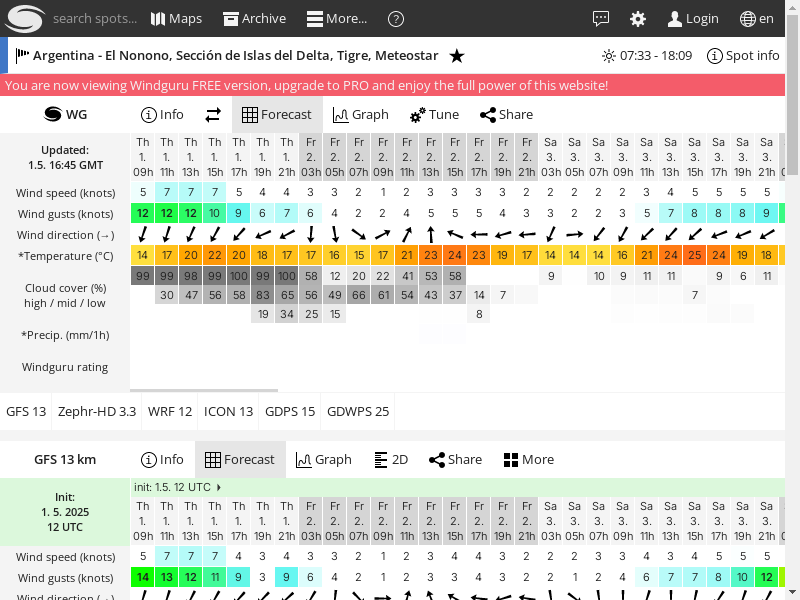 search spots... Maps Archive More... ? Login en
Argentina - El Nonono, Sección de Islas del Delta, Tigre, Meteostar ★ 07:33 - 18:09 Spot info
You are now viewing Windguru FREE version, upgrade to PRO and enjoy the full power of this website!
WG Info Forecast Graph Tune Share
Updated:
1.5. 16:45 GMT
Th Th Th Th Th Th Th Fr Fr Fr Fr Fr Fr Fr Fr Fr Fr Sa Sa Sa Sa Sa Sa Sa Sa Sa Sa
1. 1. 1. 1. 1. 1. 1. 2. 2. 2. 2. 2. 2. 2. 2. 2. 2. 3. 3. 3. 3. 3. 3. 3. 3. 3. 3.
09h 11h 13h 15h 17h 19h 21h 03h 05h 07h 09h 11h 13h 15h 17h 19h 21h 03h 05h 07h 09h 11h 13h 15h 17h 19h 21h
Wind speed (knots) 5 7 7 7 5 4 4 3 3 2 1 2 3 3 3 3 2 2 2 2 2 3 4 5 5 5 5
Wind gusts (knots) 12 12 12 10 9 6 7 6 4 2 2 4 5 5 5 4 3 3 2 2 3 5 7 8 8 8 9
Wind direction (→)
*Temperature (°C) 14 17 20 22 20 18 17 17 16 15 17 21 23 24 23 19 17 14 14 14 16 21 24 25 24 19 18
Cloud cover (%)
high / mid / low
99 99 98 99 100 99 100 58 12 20 22 41 53 58 9 10 9 11 11 9 6 11
30 47 56 58 83 65 56 49 66 61 54 43 37 14 7 7
19 34 25 15 8
*Precip. (mm/1h)
Windguru rating
GFS 13 Zephr-HD 3.3 WRF 12 ICON 13 GDPS 15 GDWPS 25
GFS 13 km Info Forecast Graph 2D Share More
init: 1.5. 12 UTC
Init:
1. 5. 2025
12 UTC
Th Th Th Th Th Th Th Fr Fr Fr Fr Fr Fr Fr Fr Fr Fr Sa Sa Sa Sa Sa Sa Sa Sa Sa Sa
1. 1. 1. 1. 1. 1. 1. 2. 2. 2. 2. 2. 2. 2. 2. 2. 2. 3. 3. 3. 3. 3. 3. 3. 3. 3. 3.
09h 11h 13h 15h 17h 19h 21h 03h 05h 07h 09h 11h 13h 15h 17h 19h 21h 03h 05h 07h 09h 11h 13h 15h 17h 19h 21h
Wind speed (knots) 5 7 7 7 4 3 4 3 3 2 1 2 3 4 4 3 2 2 2 3 3 4 3 4 5 5 5
Wind gusts (knots) 14 13 12 11 9 3 9 6 4 2 1 2 3 3 4 3 2 2 1 2 4 6 7 7 8 10 12
Wind direction (→)